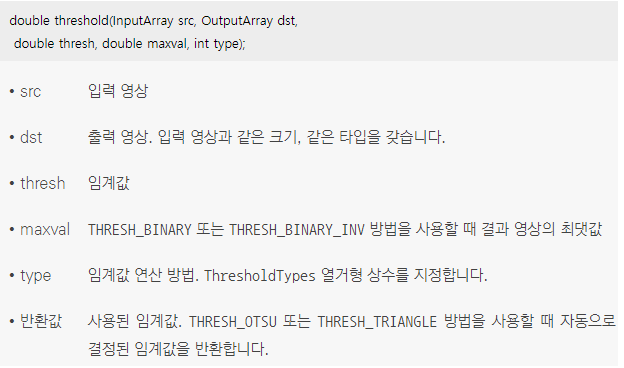 double threshold(InputArray src, OutputArray dst,
double thresh, double maxval, int type);
• src 입력 영상
• dst 출력 영상. 입력 영상과 같은 크기, 같은 타입을 갖습니다.
• thresh 임계값
• maxval THRESH_BINARY 또는 THRESH_BINARY_INV 방법을 사용할 때 결과 영상의 최댓값
• type 임계값 연산 방법. ThresholdTypes 열거형 상수를 지정합니다.
• 반환값 사용된 임계값. THRESH_OTSU 또는 THRESH_TRIANGLE 방법을 사용할 때 자동으로
결정된 임계값을 반환합니다.